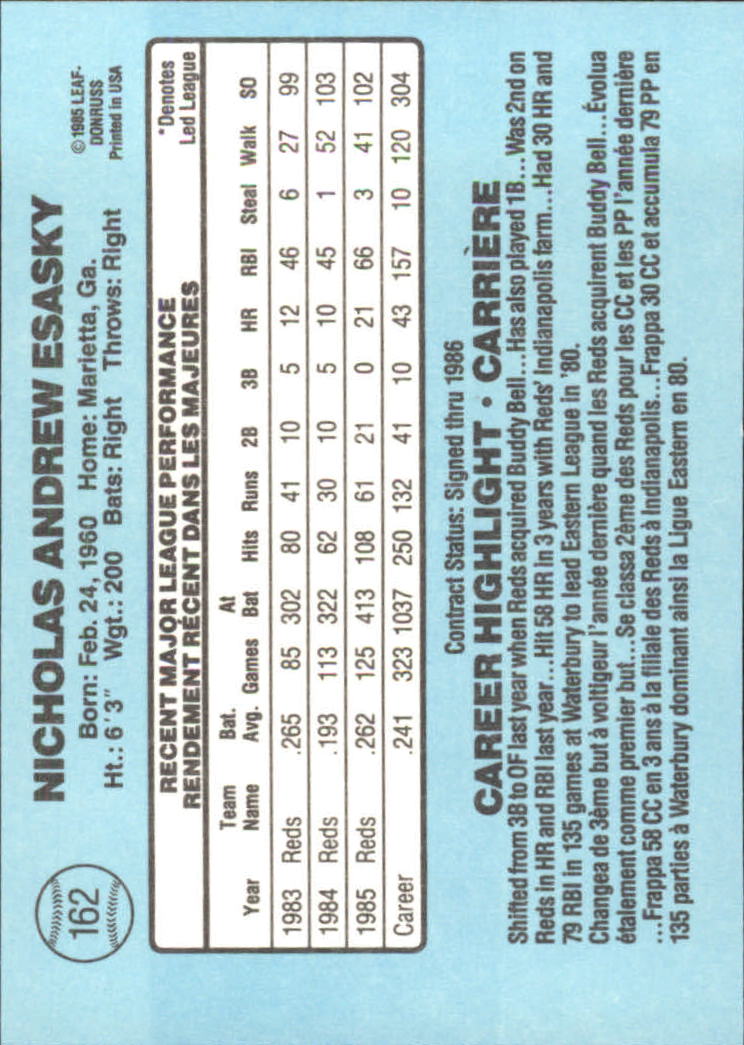 162
NICHOLAS ANDREW ESASKY
Born: Feb. 24, 1960 Home: Marietta, Ga.
Ht.: 6'3" Wgt.: 200 Bats: Right Throws: Right
© 1985 LEAF-
DONRUSS
Printed in USA
RECENT MAJOR LEAGUE PERFORMANCE
RENDEMENT RÉCENT DANS LES MAJEURES
*Denotes
Led League
Team Bat. At
Year Name Avg. Games Bat Hits Runs 2B 3B HR RBI Steal Walk SO
1983 Reds .265 85 302 80 41 10 5 12 46 6 27 99
1984 Reds .193 113 322 62 30 10 5 10 45 1 52 103
1985 Reds .262 125 413 108 61 21 0 21 66 3 41 102
Career .241 323 1037 250 132 41 10 43 157 10 120 304
Contract Status: Signed thru 1986
CAREER HIGHLIGHT • CARRIÈRE
Shifted from 3B to OF last year when Reds acquired Buddy Bell...Has also played 1B...Was 2nd on
Reds in HR and RBI last year...Hit 58 HR in 3 years with Reds' Indianapolis farm...Had 30 HR and
79 RBI in 135 games at Waterbury to lead Eastern League in '80.
Changea de 3ème but à voltigeur l'année dernière quand les Reds acquirent Buddy Bell...Évolua
étalement comme premier but...Se classa 2ème des Reds pour les CC et les PP l'année dernière
...Frappa 58 CC en 3 ans à la filiale des Reds à Indianapolis...Frappa 30 CC et accumula 79 PP en
135 parties à Waterbury dominant ainsi la Ligue Eastern en 80.